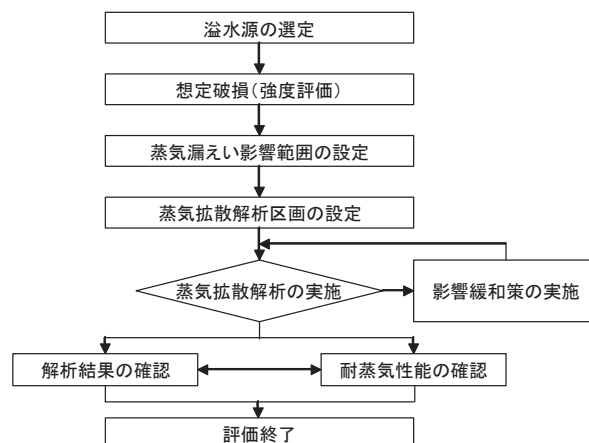 溢水源の選定
想定破損(強度評価)
蒸気漏えい影響範囲の設定
蒸気拡散解析区画の設定
蒸気拡散解析の実施
影響緩和策の実施
解析結果の確認
耐蒸気性能の確認
評価終了